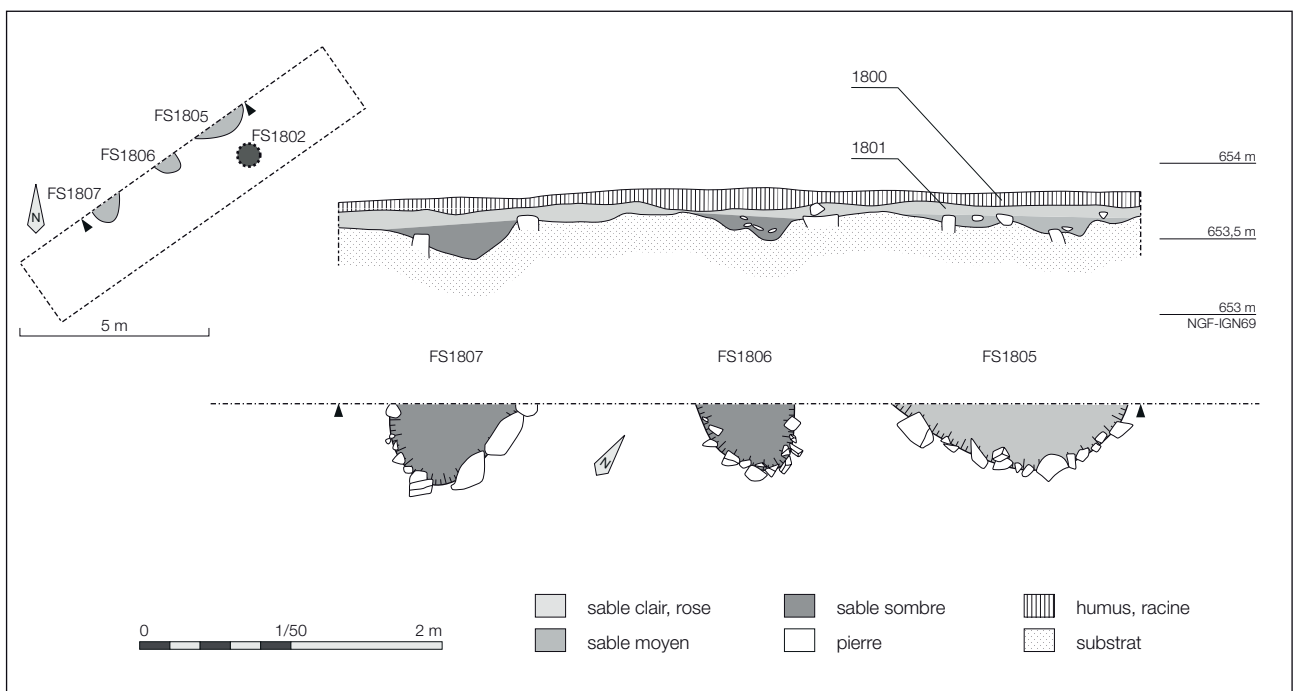 1800
FS1805
FS1802
1801
654 m
FS1806
FS1807
N
653,5 m
653 m
NGF-IGN69
5 m
FS1807
FS1806
FS1805
N
sable clair, rose
sable sombre
humus, racine
0
1/50
2 m
sable moyen
pierre
substrat